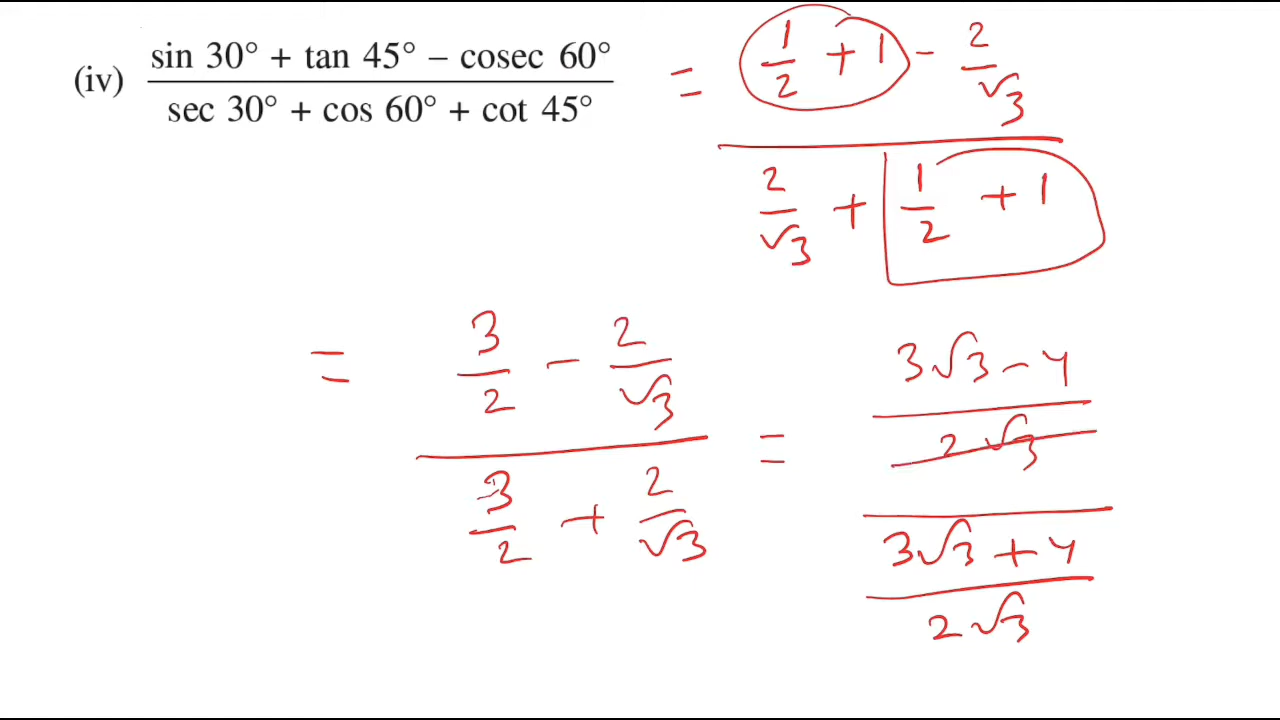 (iv) (sin 30° + tan 45° – cosec 60°) / (sec 30° + cos 60° + cot 45°) = (1/2 + 1 - 2/√3) / (2/√3 + 1/2 + 1)
= (3/2 - 2/√3) / (3/2 + 2/√3) = ((3√3 - 4) / (2√3)) / ((3√3 + 4) / (2√3))